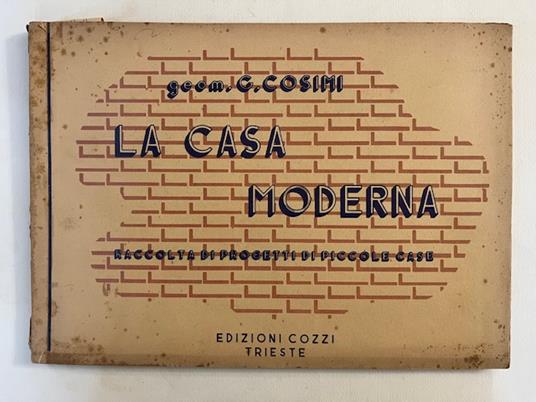 geom. G. COSIMI
LA CASA
MODERNA
RACCOLTA DI PROGETTI DI PICCOLE CASE
EDIZIONI COZZI
TRIESTE